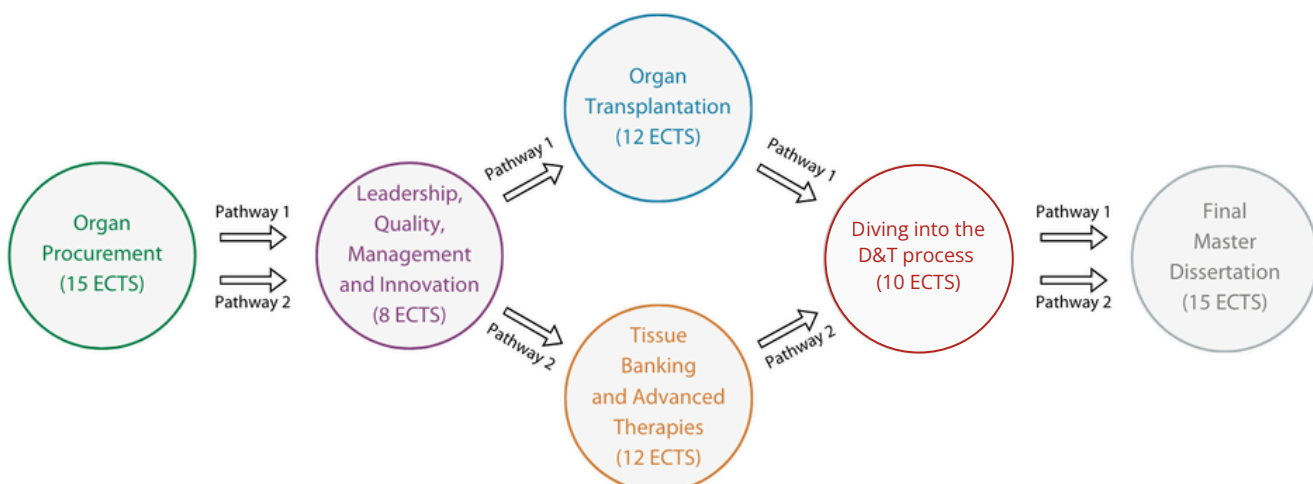 Organ
Procurement
(15 ECTS)
Pathway 1
Pathway 2
Leadership,
Quality,
Management
and Innovation
(8 ECTS)
Pathway 1
Pathway 2
Organ
Transplantation
(12 ECTS)
Tissue
Banking
and Advanced
Therapies
(12 ECTS)
Pathway 1
Pathway 2
Diving into the
D&T process
(10 ECTS)
Pathway 1
Pathway 2
Final
Master
Dissertation
(15 ECTS)